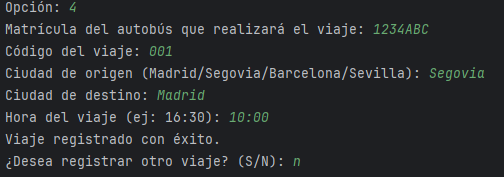 Opción: 4
Matrícula del autobús que realizará el viaje: 1234ABC
Código del viaje: 001
Ciudad de origen (Madrid/Segovia/Barcelona/Sevilla): Segovia
Ciudad de destino: Madrid
Hora del viaje (ej: 16:30): 10:00
Viaje registrado con éxito.
¿Desea registrar otro viaje? (S/N): n